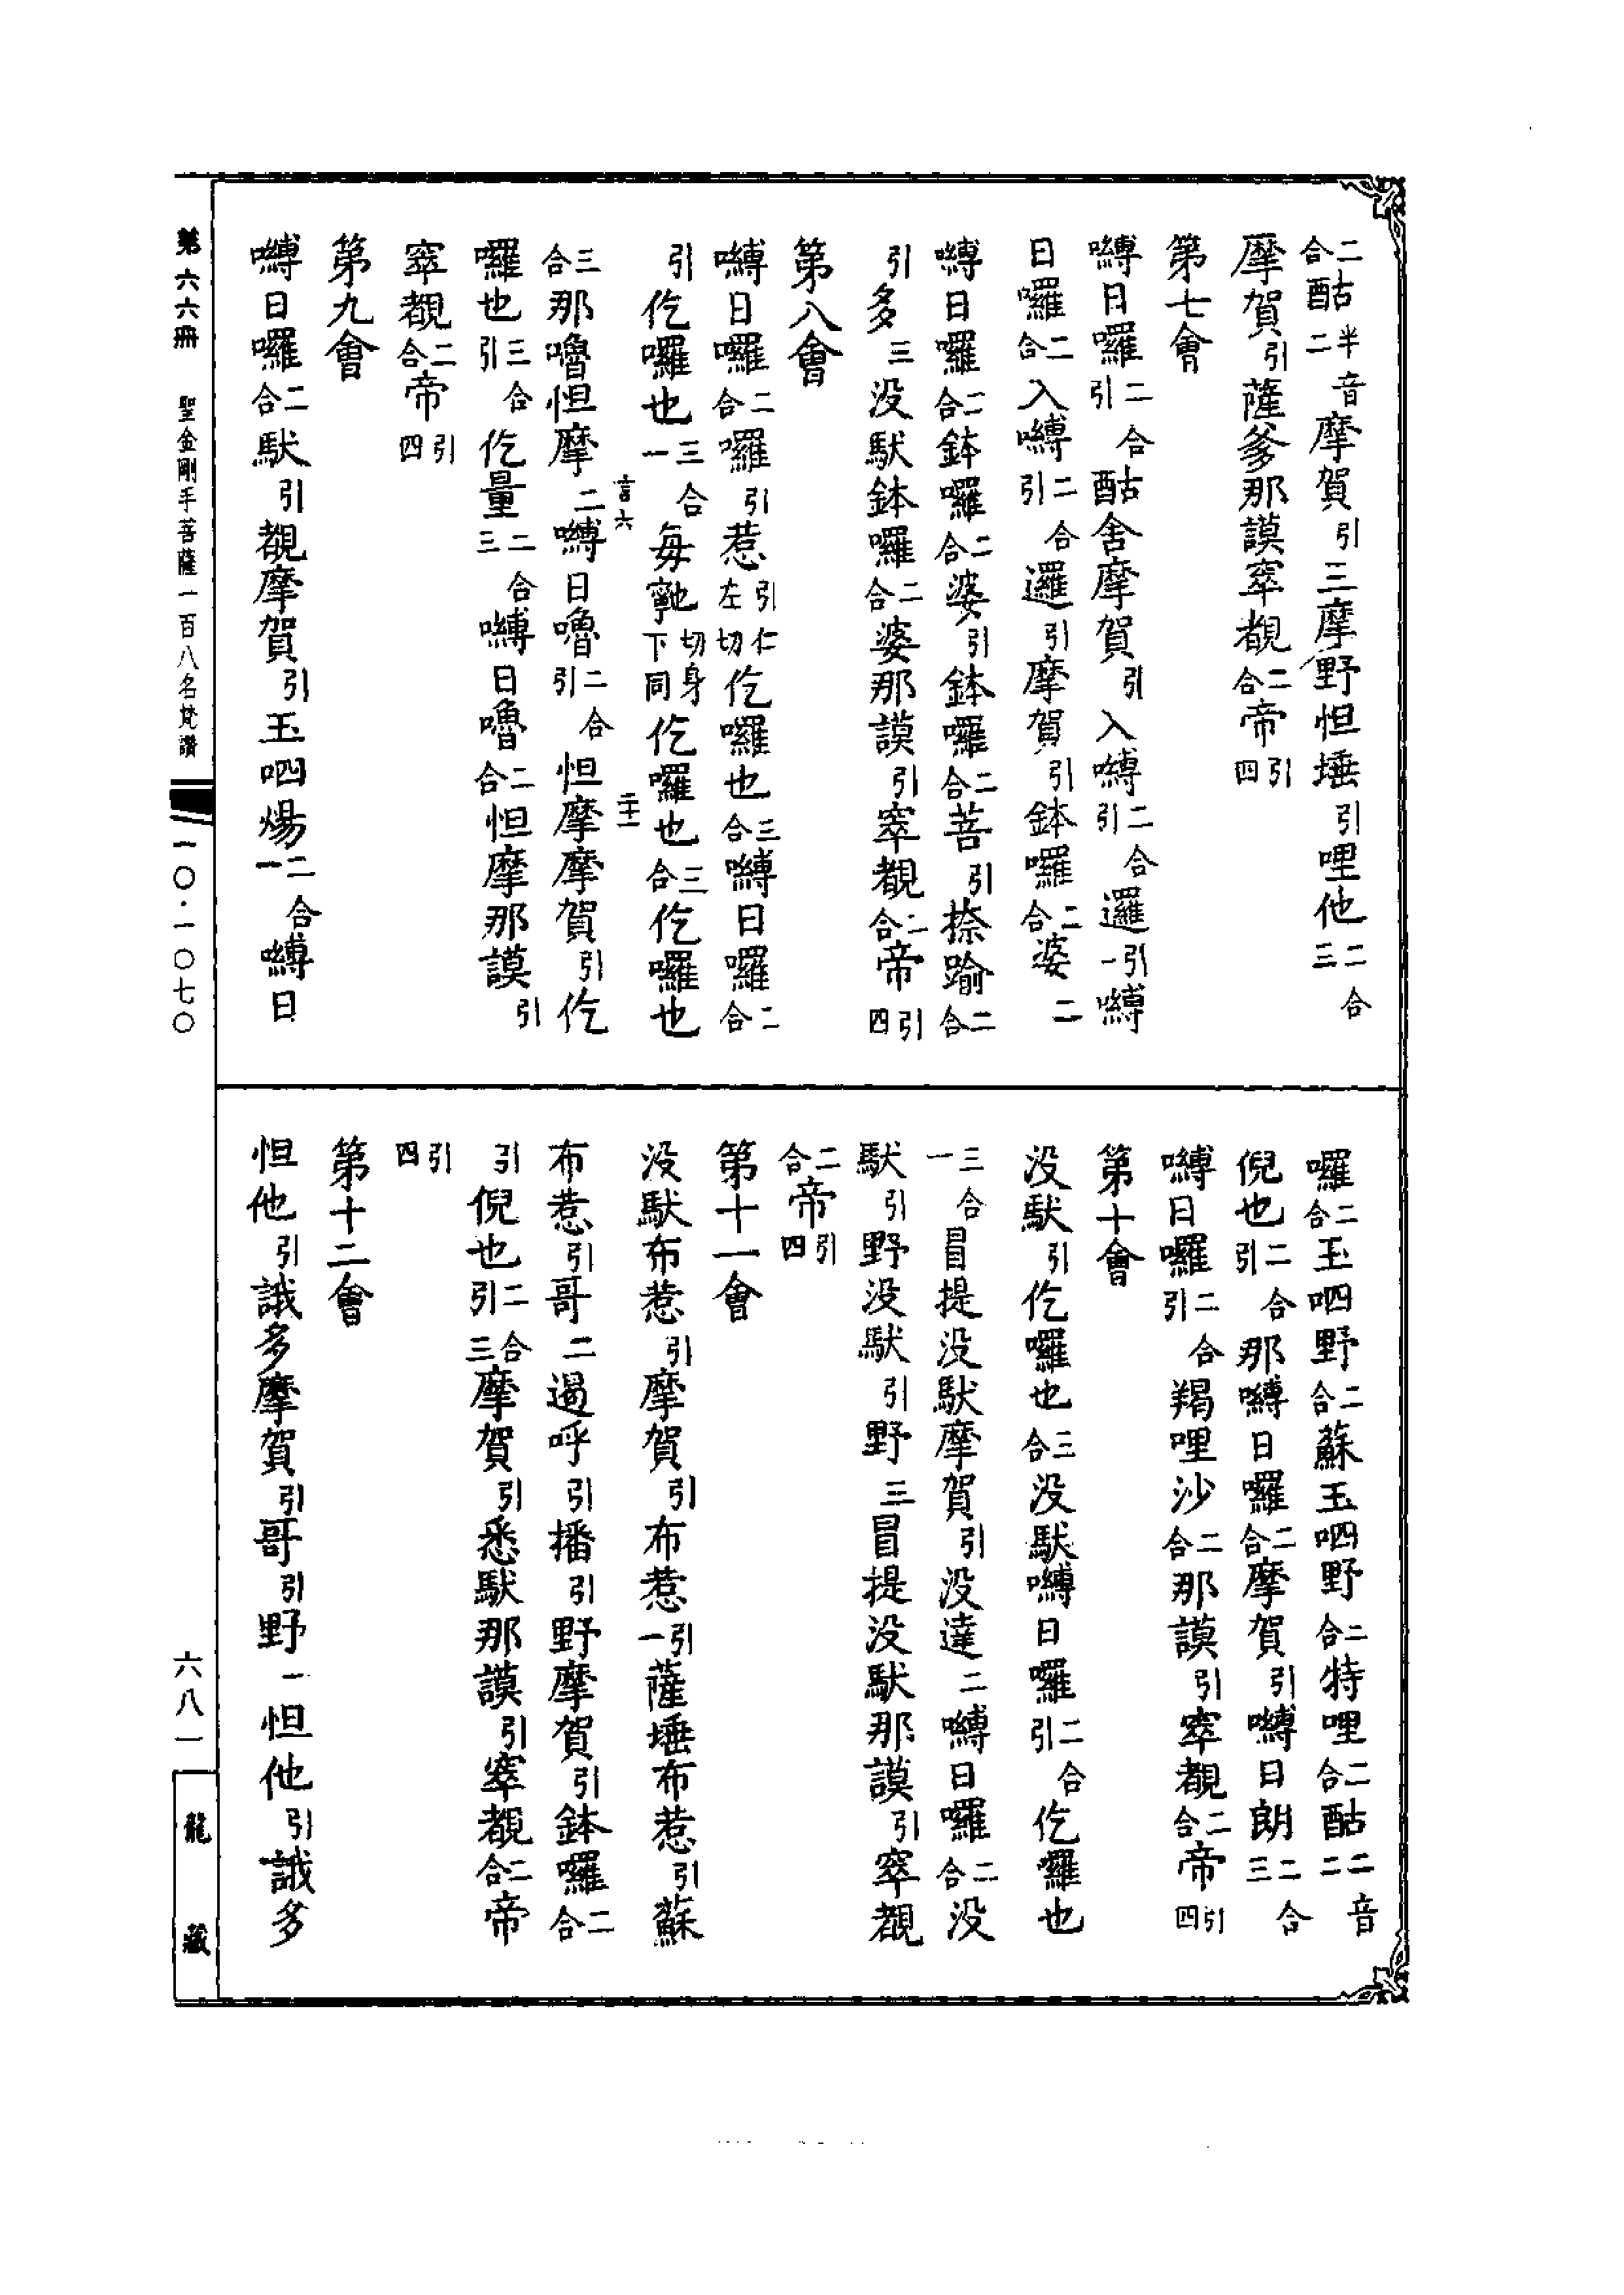 二合酤半音二摩賀引三摩野怛埵引哩他二合三
摩賀引薩爹那謨窣覩二合帝引四
第七會
嚩日囉二合引酤舍摩賀引入嚩二合引邏引一嚩
日囉二合入嚩二合引邏引摩賀引鉢囉二合婆二
嚩日囉二合鉢囉二合婆引鉢囉二合菩引捺踰二合
引多三没馱鉢囉二合婆那謨引窣覩二合帝引四
第八會
嚩日囉二合囉引惹引仁左切仡囉也三合嚩日囉二合
引仡囉也三合一每寧切身下同仡囉也三合仡囉也
三合那嚕怛摩二嚩日嚕二合引怛摩摩賀引仡
囉也三合引仡量二合三嚩日嚕二合怛摩那謨引
窣覩二合帝引四
第九會
嚩日囉二合馱引覩摩賀引玉呬煬二合一嚩日
囉二合玉呬野二合蘇玉呬野二合特哩二合酤二音二
倪也二合引那嚩日囉二合摩賀引嚩日朗二合三
嚩日囉二合引羯哩沙二合那謨引窣覩二合帝引四
第十會
没馱引仡囉也三合没馱嚩日囉二合引仡囉也
三合一冒提没馱摩賀引没達二嚩日囉二合没
馱引野没馱引野三冒提没馱那謨引窣覩
二合帝引四
第十一會
没馱布惹引摩賀引布惹引一薩埵布惹引蘇
布惹引哥二遏呼引播引野摩賀引鉢囉二合
引倪也二合引三摩賀引悉馱那謨引窣覩二合帝
引四
第十二會
怛他引誐多摩賀引哥引野一怛他引誐多
言六
二十二
第六六冊
聖金剛手菩薩一百八名梵讚
一〇·一〇七〇
六八一
龍藏